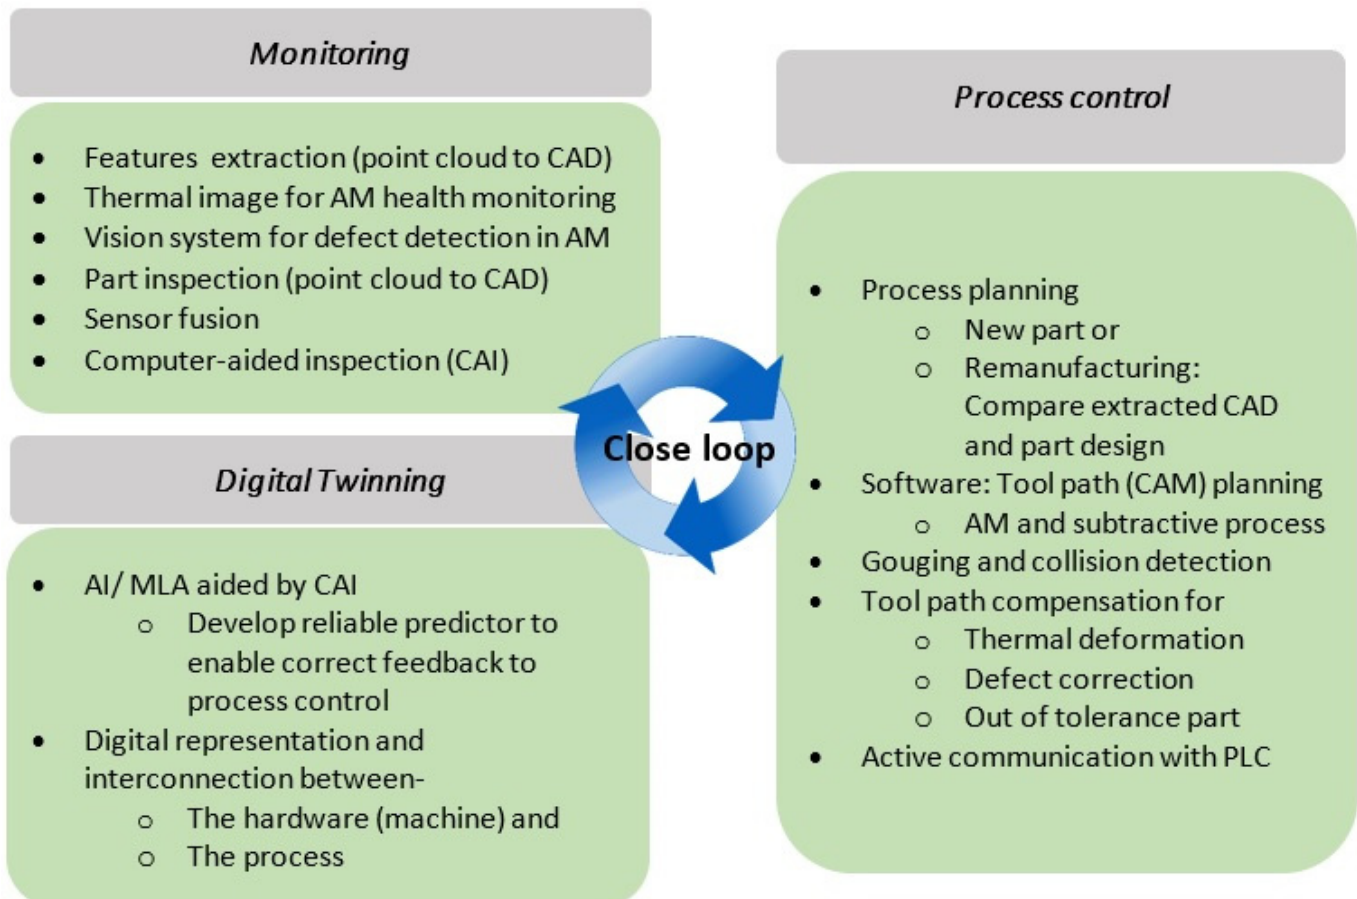 Monitoring
• Features extraction (point cloud to CAD)
• Thermal image for AM health monitoring
• Vision system for defect detection in AM
• Part inspection (point cloud to CAD)
• Sensor fusion
• Computer-aided inspection (CAI)
Digital Twinning
• AI/ MLA aided by CAI
o Develop reliable predictor to
enable correct feedback to
process control
• Digital representation and
interconnection between-
o The hardware (machine) and
o The process
Close loop
Process control
• Process planning
o New part or
o Remanufacturing:
Compare extracted CAD
and part design
• Software: Tool path (CAM) planning
o AM and subtractive process
• Gouging and collision detection
• Tool path compensation for
o Thermal deformation
o Defect correction
o Out of tolerance part
• Active communication with PLC